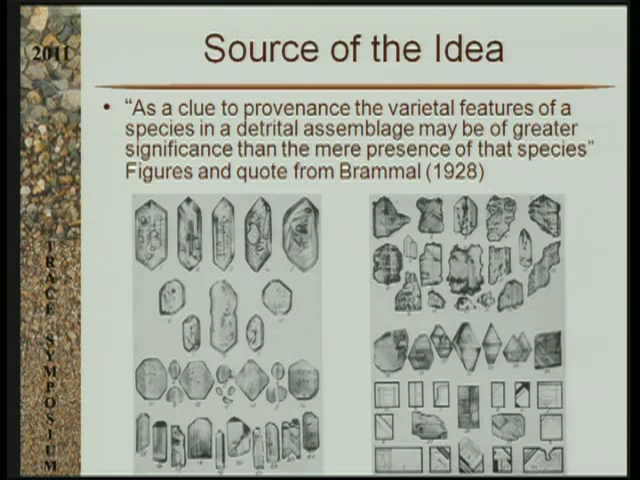 2011
Source of the Idea
• “As a clue to provenance the varietal features of a
species in a detrital assemblage may be of greater
significance than the mere presence of that species”
Figures and quote from Brammal (1928)
TRACE SYMPOSIUM